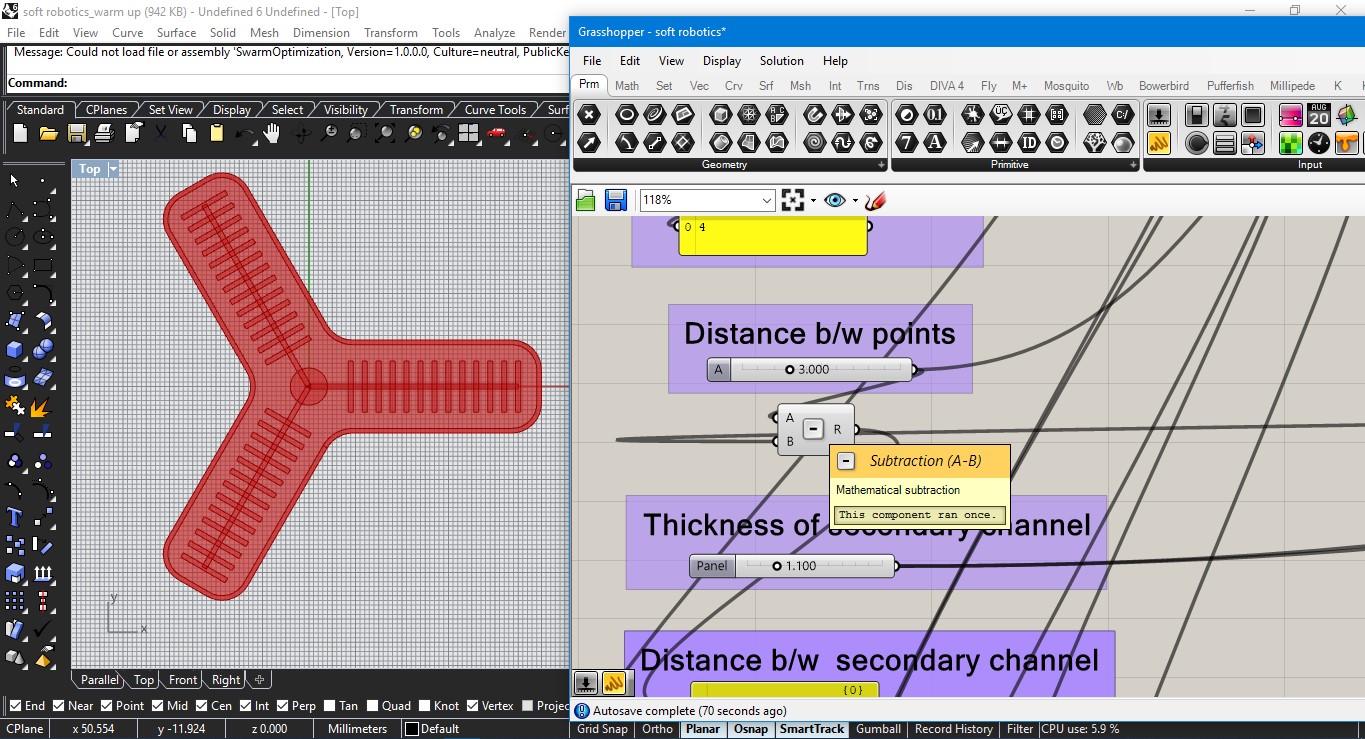 soft robotics_warm up (942 KB) - Undefined 6 Undefined - [Top]
File Edit View Curve Surface Solid Mesh Dimension Transform Tools Analyze Render
Message: Could not load file or assembly 'SwarmOptimization, Version=1.0.0.0, Culture=neutral, PublicKe
Command:
Standard CPlanes Set View Display Select Visibility Transform Curve Tools Surf
Top
y
x
Parallel Top Front Right
End Near Point Mid Cen Int Perp Tan Quad Knot Vertex Projec
CPlane x 50.554 y -11.924 z 0.000 Millimeters Default
Grasshopper - soft robotics*
File Edit View Display Solution Help
Prm Math Set Vec Crv Srf Msh Int Trns Dis DIVA 4 Fly M+ Mosquito Wb Bowerbird Pufferfish Millipede K
Geometry Primitive Input
118%
0 4
Distance b/w points
A 3.000
A
B
R
Subtraction (A-B)
Mathematical subtraction
This component ran once.
Thickness of secondary channel
Panel 1.100
Distance b/w secondary channel
{0}
Autosave complete (70 seconds ago)
Grid Snap Ortho Planar Osnap SmartTrack Gumball Record History Filter CPU use: 5.9 %